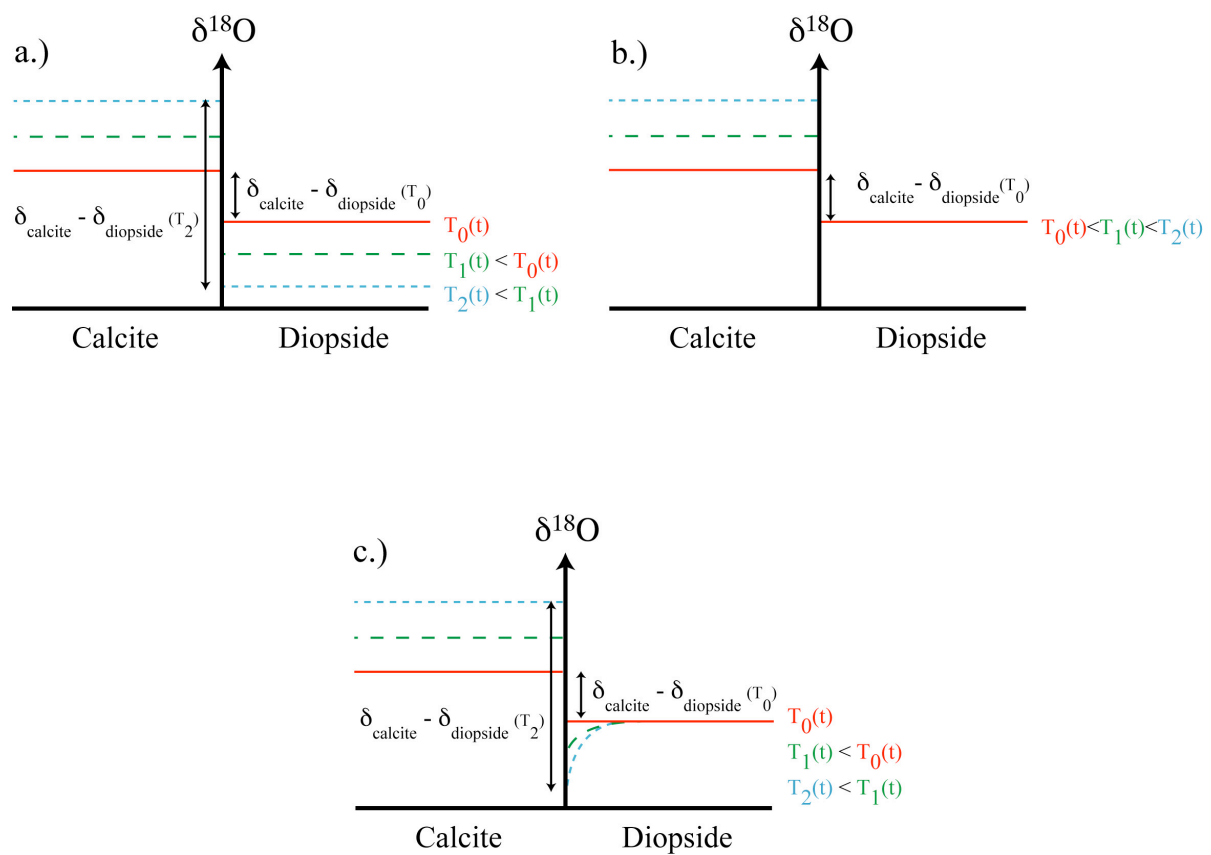 a.)
δ18O
δcalcite - δdiopside (T0)
δcalcite - δdiopside (T2)
T0(t)
T1(t) < T0(t)
T2(t) < T1(t)
Calcite Diopside
b.)
δ18O
δcalcite - δdiopside (T0)
T0(t)<T1(t)<T2(t)
Calcite Diopside
c.)
δ18O
δcalcite - δdiopside (T0)
δcalcite - δdiopside (T2)
T0(t)
T1(t) < T0(t)
T2(t) < T1(t)
Calcite Diopside